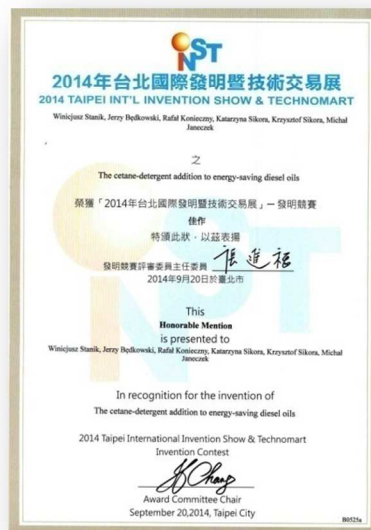 INST
2014年台北國際發明暨技術交易展
2014 TAIPEI INT'L INVENTION SHOW & TECHNOMART
Winicjusz Stanik, Jerzy Będkowski, Rafał Konieczny, Katarzyna Sikora, Krzysztof Sikora, Michał
Janeczek
之
The cetane-detergent addition to energy-saving diesel oils
榮獲「2014年台北國際發明暨技術交易展」－發明競賽
佳作
特頒此狀，以茲表揚
發明競賽評審委員主任委員 張進福
2014年9月20日於臺北市
This
Honorable Mention
is presented to
Winicjusz Stanik, Jerzy Będkowski, Rafał Konieczny, Katarzyna Sikora, Krzysztof Sikora, Michał
Janeczek
In recognition for the invention of
The cetane-detergent addition to energy-saving diesel oils
2014 Taipei International Invention Show & Technomart
Invention Contest
Award Committee Chair
September 20,2014, Taipei City
B0525a